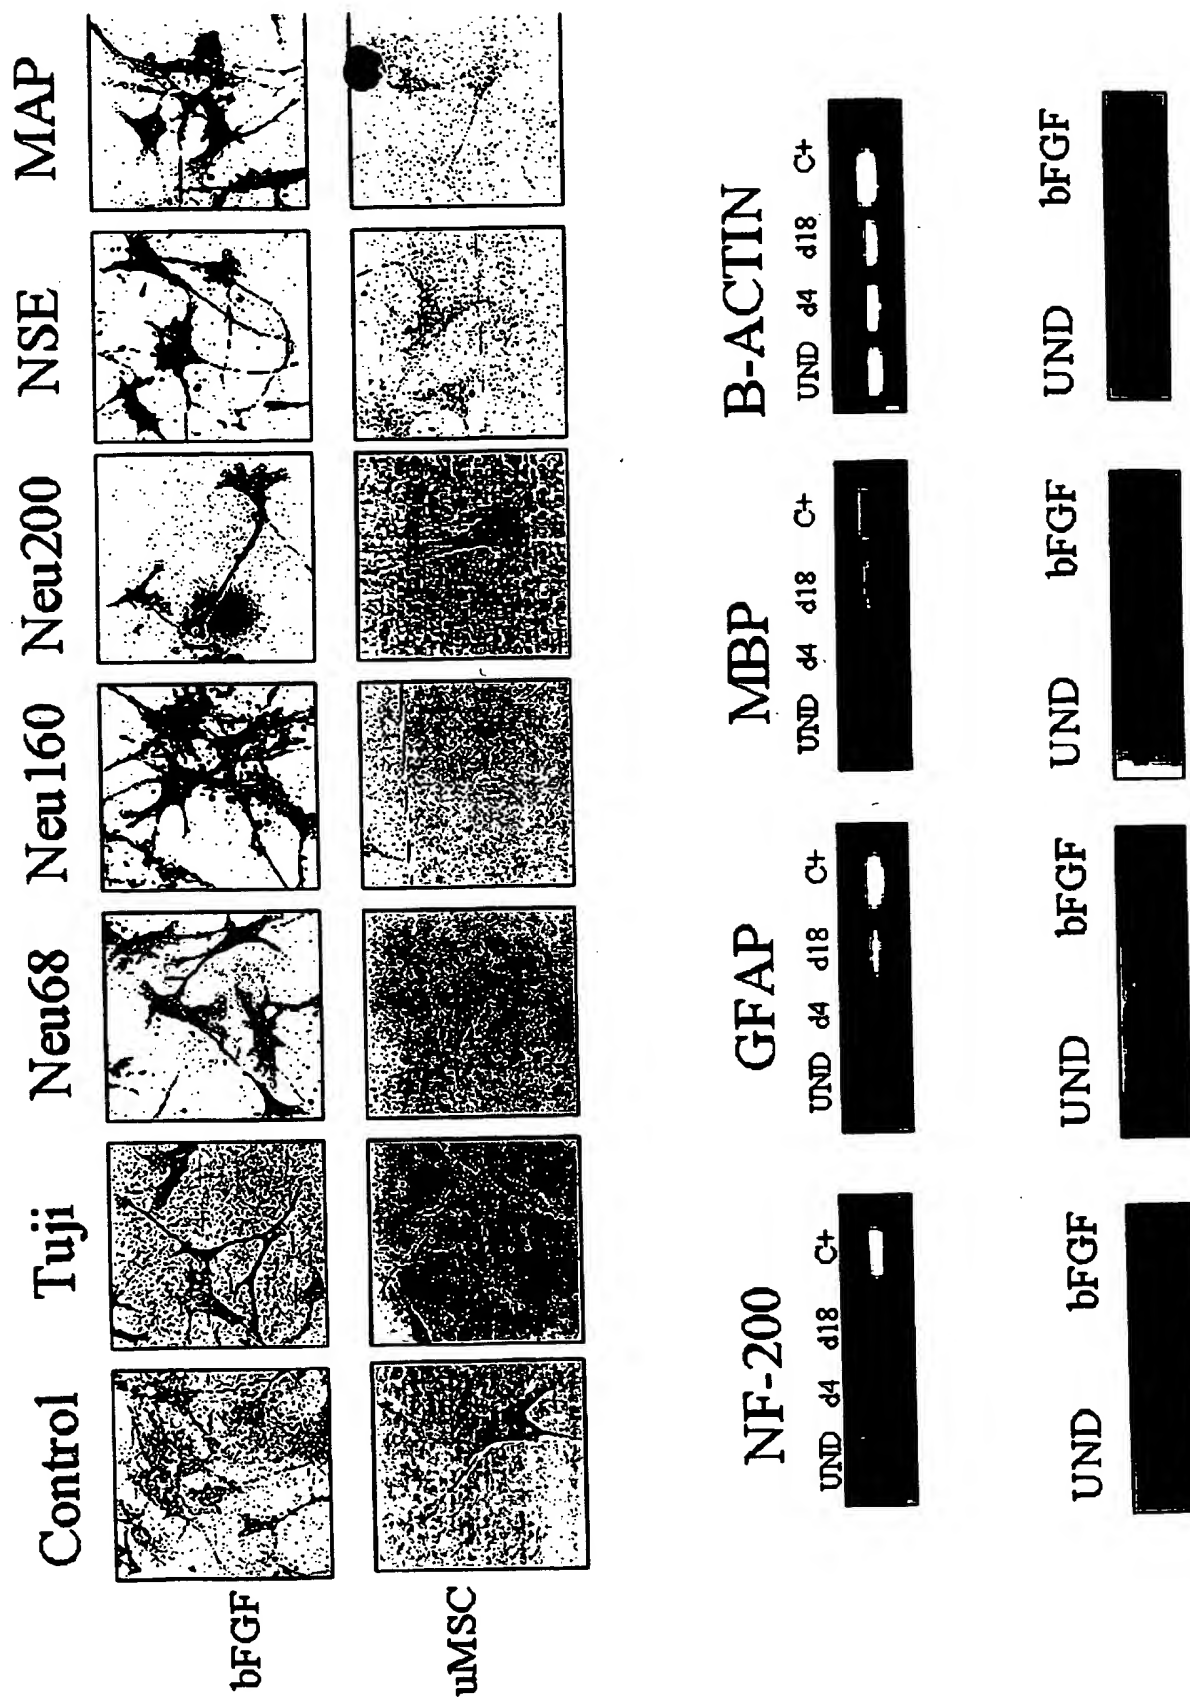 Control Tuji Neu68 Neu160 Neu200 NSE MAP
bFGF
uMSC
NF-200 GFAP MBP B-ACTIN
UND d4 d18 C+ UND d4 d18 C+ UND d4 d18 C+ UND d4 d18 C+
UND bFGF UND bFGF UND bFGF UND bFGF